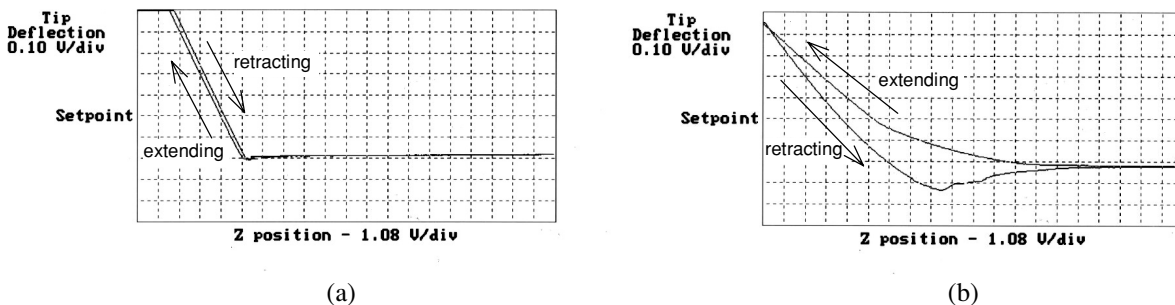 Tip
Deflection
0.10 V/div
retracting
Setpoint
extending
Z position - 1.08 V/div
(a)
Tip
Deflection
0.10 V/div
extending
Setpoint
retracting
Z position - 1.08 V/div
(b)